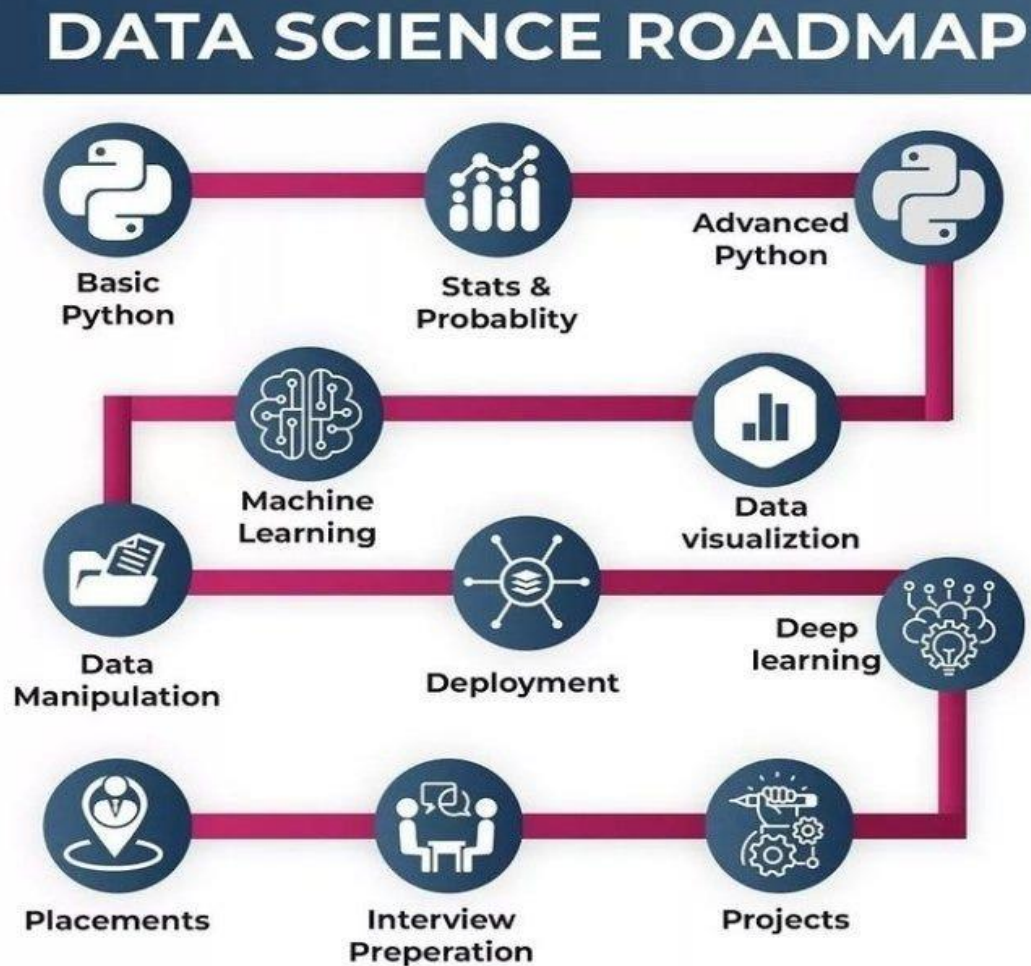 DATA SCIENCE ROADMAP
Basic
Python
Stats &
Probablity
Advanced
Python
Machine
Learning
Data
visualiztion
Data
Manipulation
Deployment
Deep
learning
Placements
Interview
Preperation
Projects